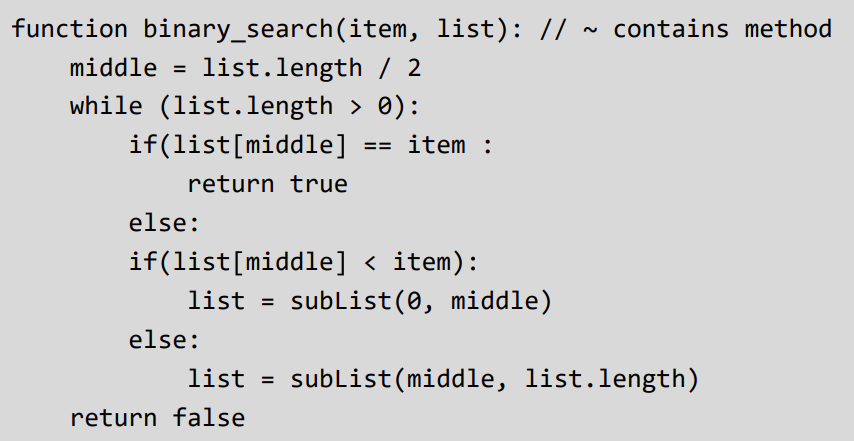 function binary_search(item, list): // ~ contains method
    middle = list.length / 2
    while (list.length > 0):
        if(list[middle] == item :
            return true
        else:
        if(list[middle] < item):
            list = subList(0, middle)
        else:
            list = subList(middle, list.length)
    return false